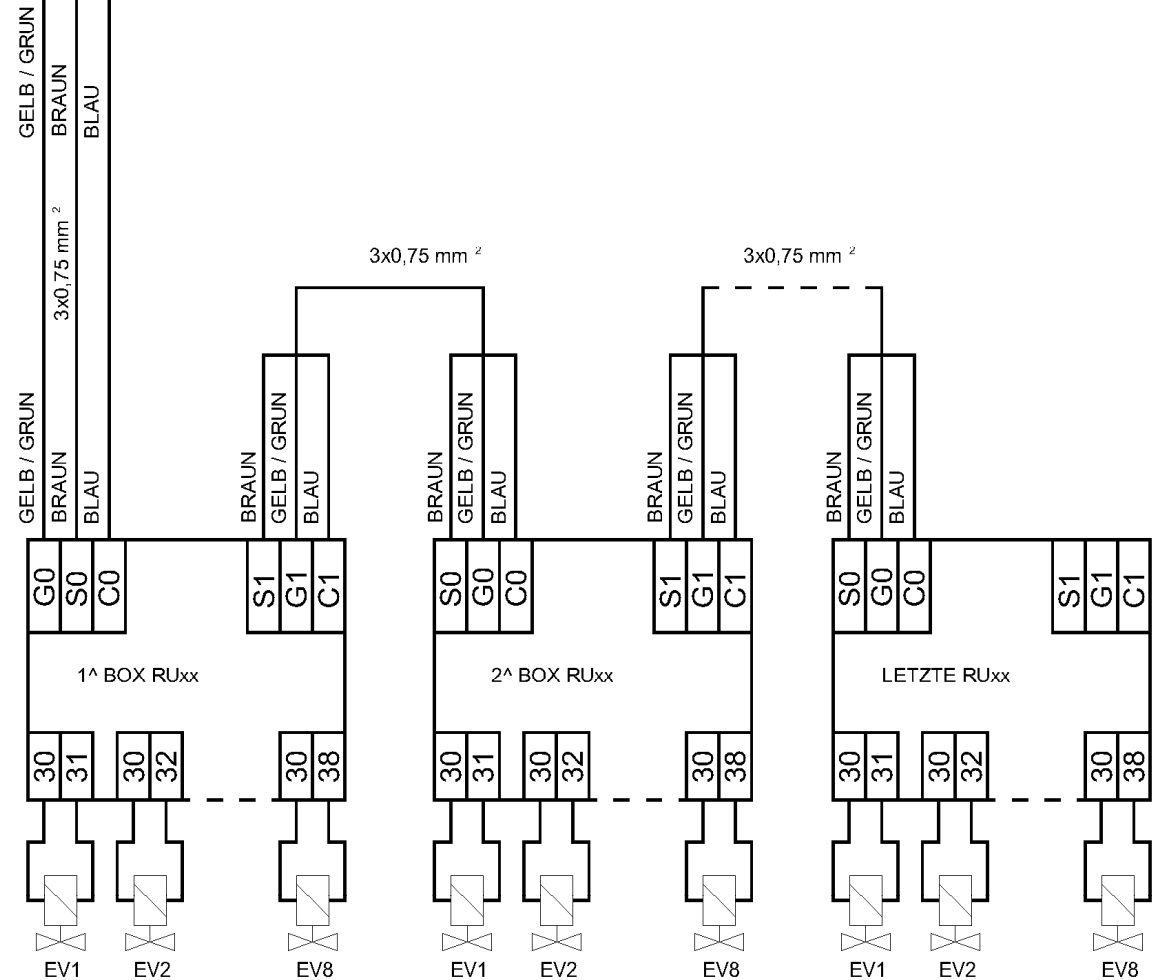 GELB / GRUN
BRAUN
BLAU
3x0,75 mm ²
3x0,75 mm ²
3x0,75 mm ²
GELB / GRUN
BRAUN
BLAU
BRAUN
GELB / GRUN
BLAU
BRAUN
GELB / GRUN
BLAU
BRAUN
GELB / GRUN
BLAU
BRAUN
GELB / GRUN
BLAU
G0 S0 C0 S1 G1 C1
S0 G0 C0 S1 G1 C1
S0 G0 C0 S1 G1 C1
1^ BOX RUxx
2^ BOX RUxx
LETZTE RUxx
30 31 30 32 30 38
30 31 30 32 30 38
30 31 30 32 30 38
EV1 EV2 EV8
EV1 EV2 EV8
EV1 EV2 EV8